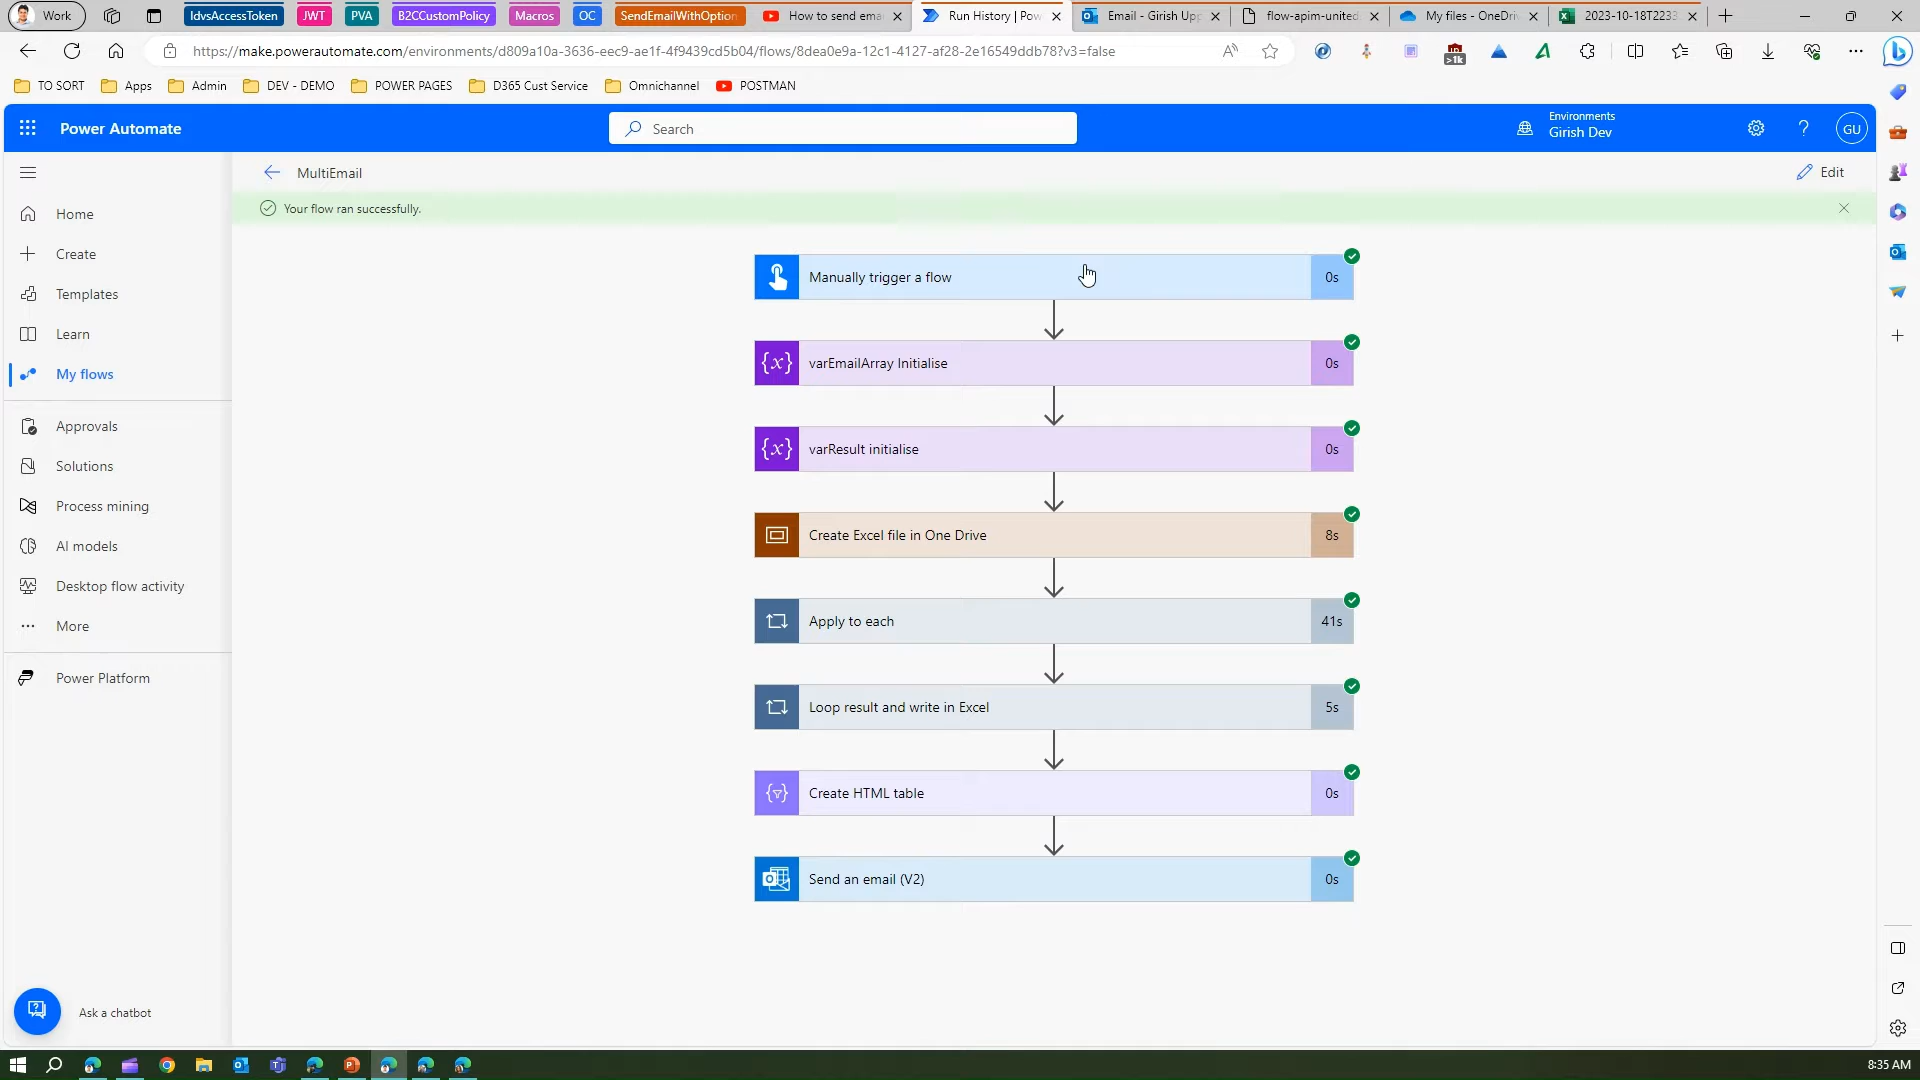 Work
IdvsAccessToken
JWT
PVA
B2CCustomPolicy
Macros
OC
SendEmailWithOption
How to send ema
Run History | Pow
Email - Girish Upp
flow-apim-united
My files - OneDri
2023-10-18T2233
https://make.powerautomate.com/environments/d809a10a-3636-eec9-ae1f-4f9439cd5b04/flows/8dea0e9a-12c1-4127-af28-2e16549ddb78?v3=false
>1k
TO SORT
Apps
Admin
DEV - DEMO
POWER PAGES
D365 Cust Service
Omnichannel
POSTMAN
Power Automate
Search
Environments
Girish Dev
GU
MultiEmail
Edit
Your flow ran successfully.
Home
Create
Templates
Learn
My flows
Approvals
Solutions
Process mining
AI models
Desktop flow activity
More
Power Platform
Ask a chatbot
Manually trigger a flow
0s
varEmailArray Initialise
0s
varResult initialise
0s
Create Excel file in One Drive
8s
Apply to each
41s
Loop result and write in Excel
5s
Create HTML table
0s
Send an email (V2)
0s
8:35 AM